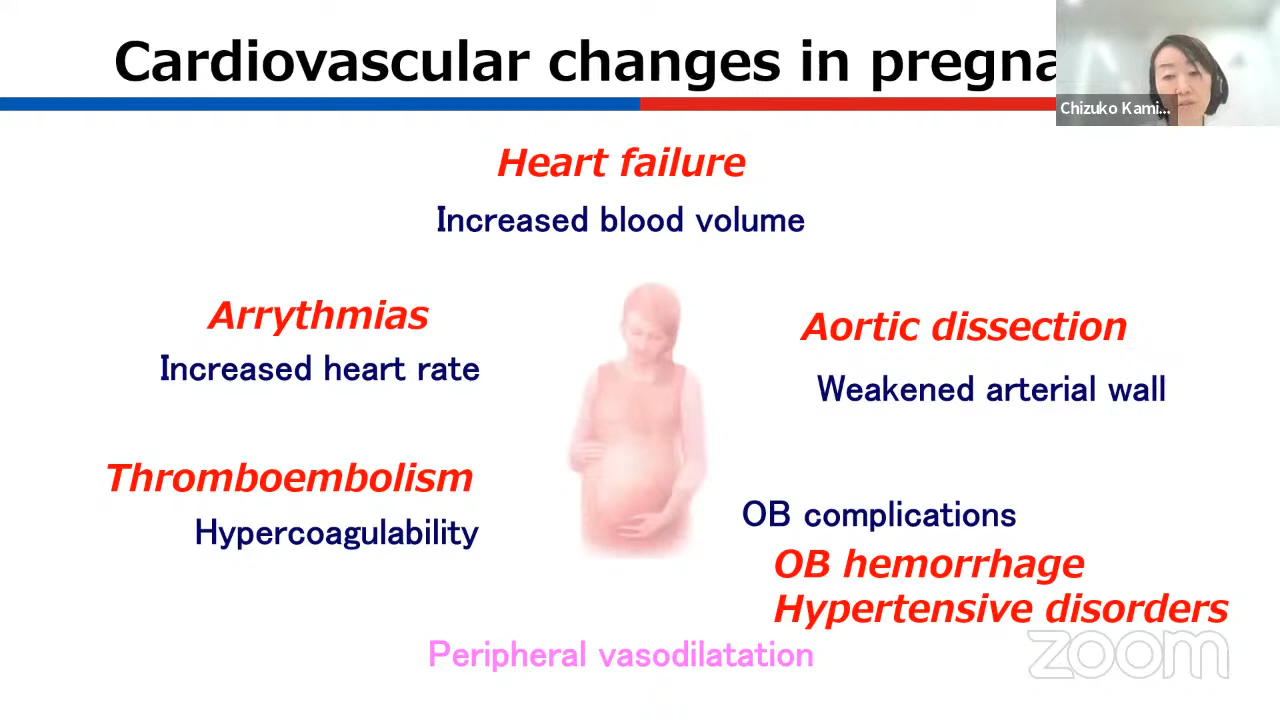 Cardiovascular changes in pregna
Chizuko Kami...
Heart failure
Increased blood volume
Arrythmias
Increased heart rate
Aortic dissection
Weakened arterial wall
Thromboembolism
Hypercoagulability
OB complications
OB hemorrhage
Hypertensive disorders
Peripheral vasodilatation
zoom